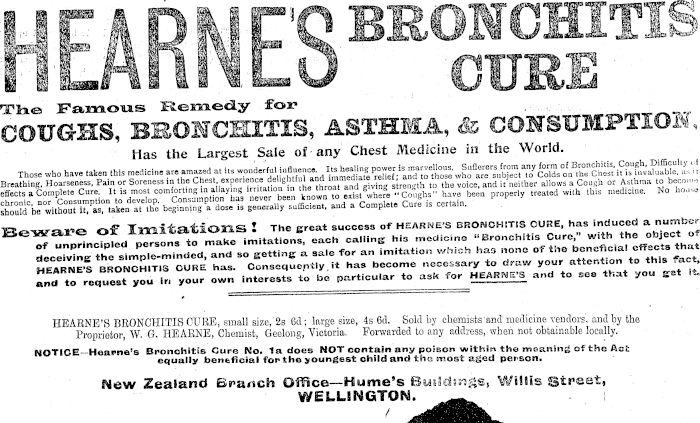 HEARNE'S BRONCHITIS
CURE
The Famous Remedy for
COUGHS, BRONCHITIS, ASTHMA, & CONSUMPTION,
Has the Largest Sale of any Chest Medicine in the World.
Those who have taken this medicine are amazed at its wonderful influence. Its healing power is marvellous. Sufferers from any form of Bronchitis, Cough, Difficulty of
Breathing, Hoarseness, Pain or Soreness in the Chest, experience delightful and immediate relief; and to those who are subject to Colds on the Chest it is invaluable, as it
effects a Complete Cure. It is most comforting in allaying irritation in the throat and giving strength to the voice, and it neither allows a Cough or Asthma to become
chronic, nor Consumption to develop. Consumption has never been known to exist where "Coughs" have been properly treated with this medicine. No house
should be without it, as, taken at the beginning a dose is generally sufficient, and a Complete Cure is certain.
Beware of Imitations! The great success of HEARNE'S BRONCHITIS CURE, has induced a number
of unprincipled persons to make imitations, each calling his medicine "Bronchitis Cure," with the object of
deceiving the simple-minded, and so getting a sale for an imitation which has none of the beneficial effects that
HEARNE'S BRONCHITIS CURE has. Consequently it has become necessary to draw your attention to this fact,
and to request you in your own interests to be particular to ask for HEARNE'S and to see that you get it.
HEARNE'S BRONCHITIS CURE, small size, 2s 6d; large size, 4s 6d. Sold by chemists and medicine vendors, and by the
Proprietor, W. G. HEARNE, Chemist, Geelong, Victoria. Forwarded to any address, when not obtainable locally.
NOTICE—Hearne's Bronchitis Cure No. 1a does NOT contain any poison within the meaning of the Act
equally beneficial for the youngest child and the most aged person.
New Zealand Branch Office—Hume's Buildings, Willis Street,
WELLINGTON.